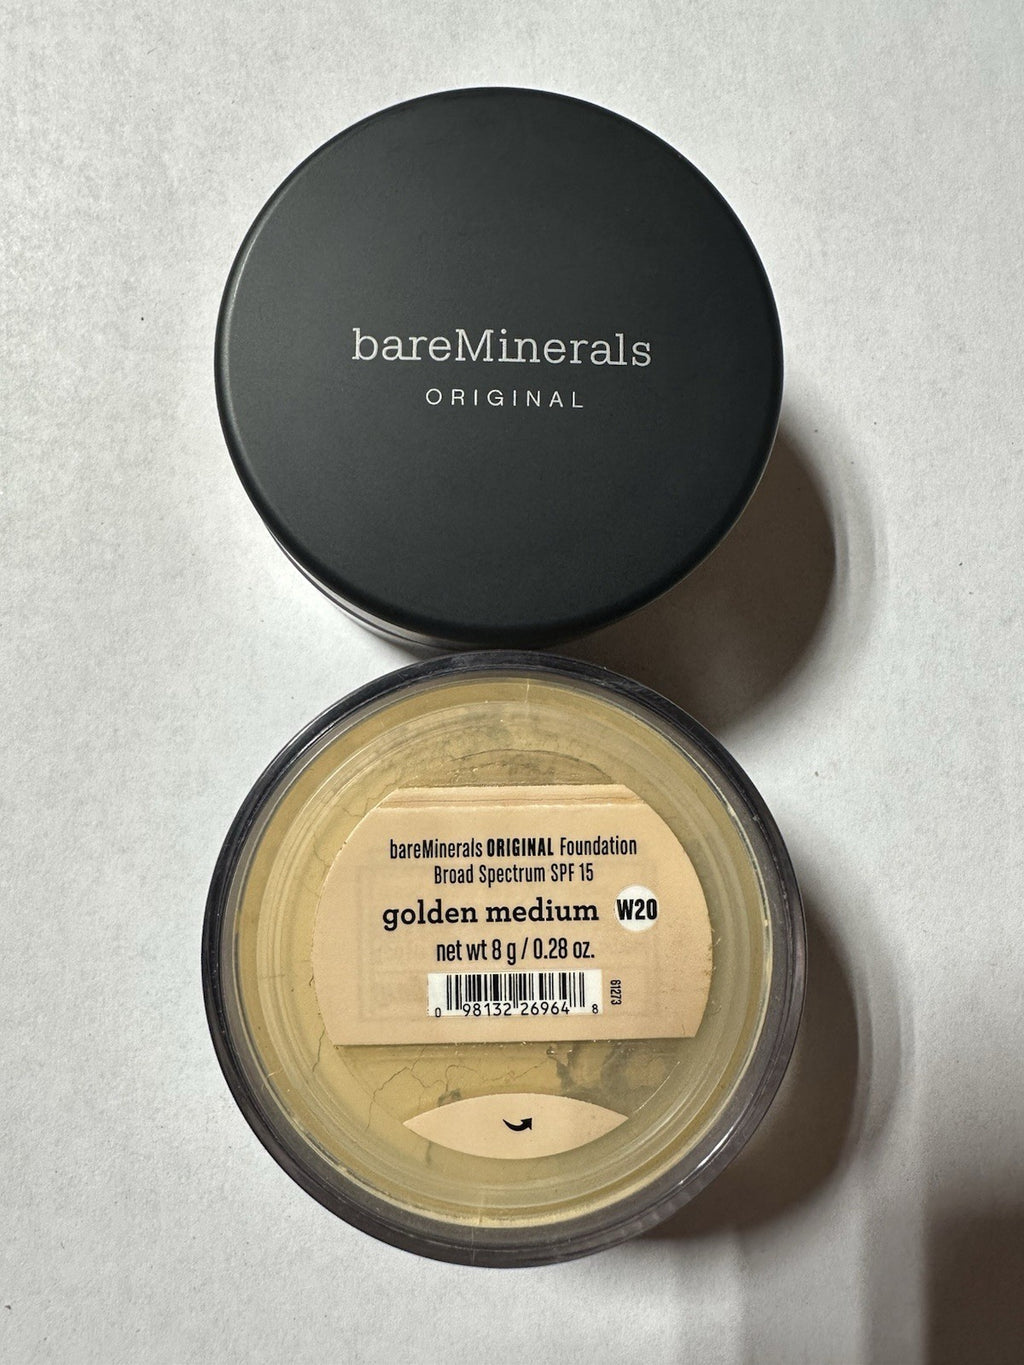 bareMinerals
ORIGINAL
bareMinerals ORIGINAL Foundation
Broad Spectrum SPF 15
golden medium W20
net wt 8 g / 0.28 oz.
61273
0 98132 26964 8